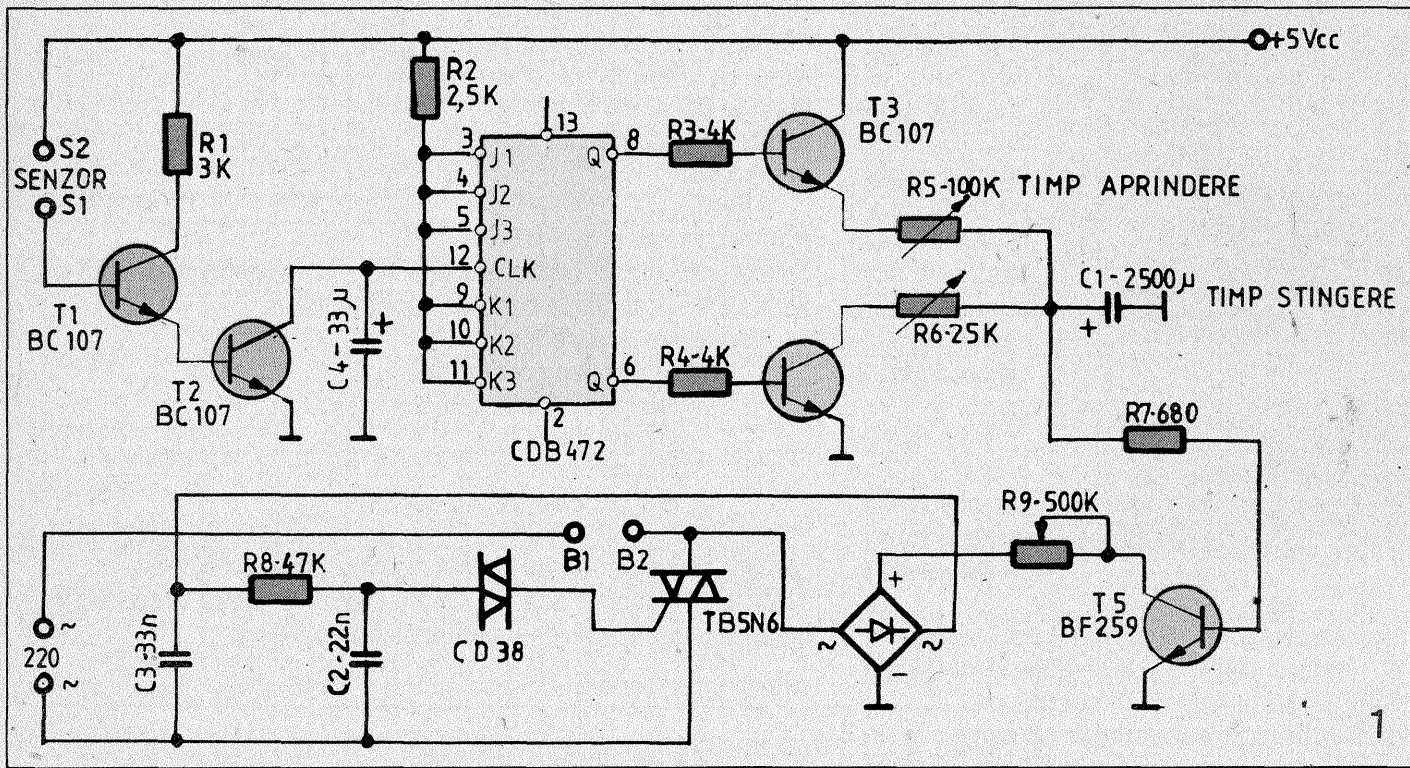 +5Vcc
R2
2,5K
R1
3K
S2
SENZOR
S1
T1
BC107
T2
BC107
C4-33µ
+
13
3
J1
4
J2
5
J3
12
CLK
9
K1
10
K2
11
K3
Q
8
Q
6
2
CDB472
R3-4K
T3
BC107
R5-100K TIMP APRINDERE
R6-25K
C1-2500µ
+
TIMP STINGERE
R4-4K
R7-680
R9-500K
T5
BF259
B1
B2
R8-47K
CD38
TB5N6
+
~
~
-
~
220
~
C3-33n
C2-22n
1